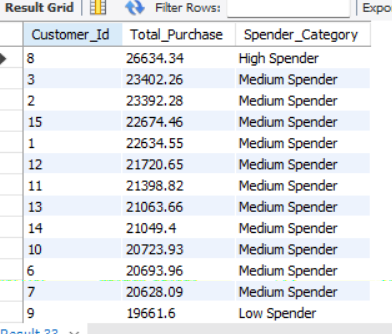 Result Grid Filter Rows: Expo
Customer_Id Total_Purchase Spender_Category
8 26634.34 High Spender
3 23402.26 Medium Spender
2 23392.28 Medium Spender
15 22674.46 Medium Spender
1 22634.55 Medium Spender
12 21720.65 Medium Spender
11 21398.82 Medium Spender
13 21063.66 Medium Spender
14 21049.4 Medium Spender
10 20723.93 Medium Spender
6 20693.96 Medium Spender
7 20628.09 Medium Spender
9 19661.6 Low Spender
Result 33